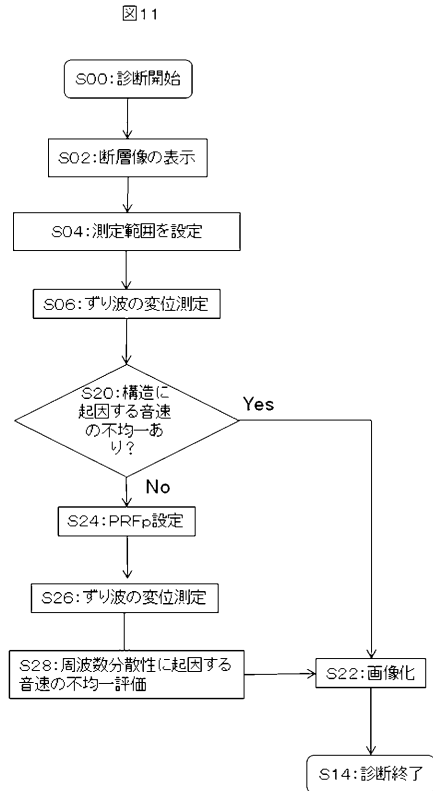 図11
S00:診断開始
S02:断層像の表示
S04:測定範囲を設定
S06:ずり波の変位測定
S20:構造に
起因する音速
の不均一あ
り?
Yes
No
S24:PRFp設定
S26:ずり波の変位測定
S28:周波数分散性に起因する
音速の不均一評価
S22:画像化
S14:診断終了